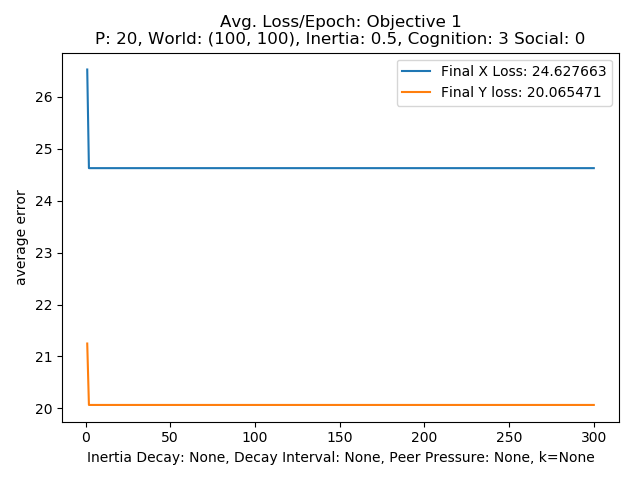 Avg. Loss/Epoch: Objective 1
P: 20, World: (100, 100), Inertia: 0.5, Cognition: 3 Social: 0
Final X Loss: 24.627663
Final Y loss: 20.065471
average error
26
25
24
23
22
21
20
0 50 100 150 200 250 300
Inertia Decay: None, Decay Interval: None, Peer Pressure: None, k=None